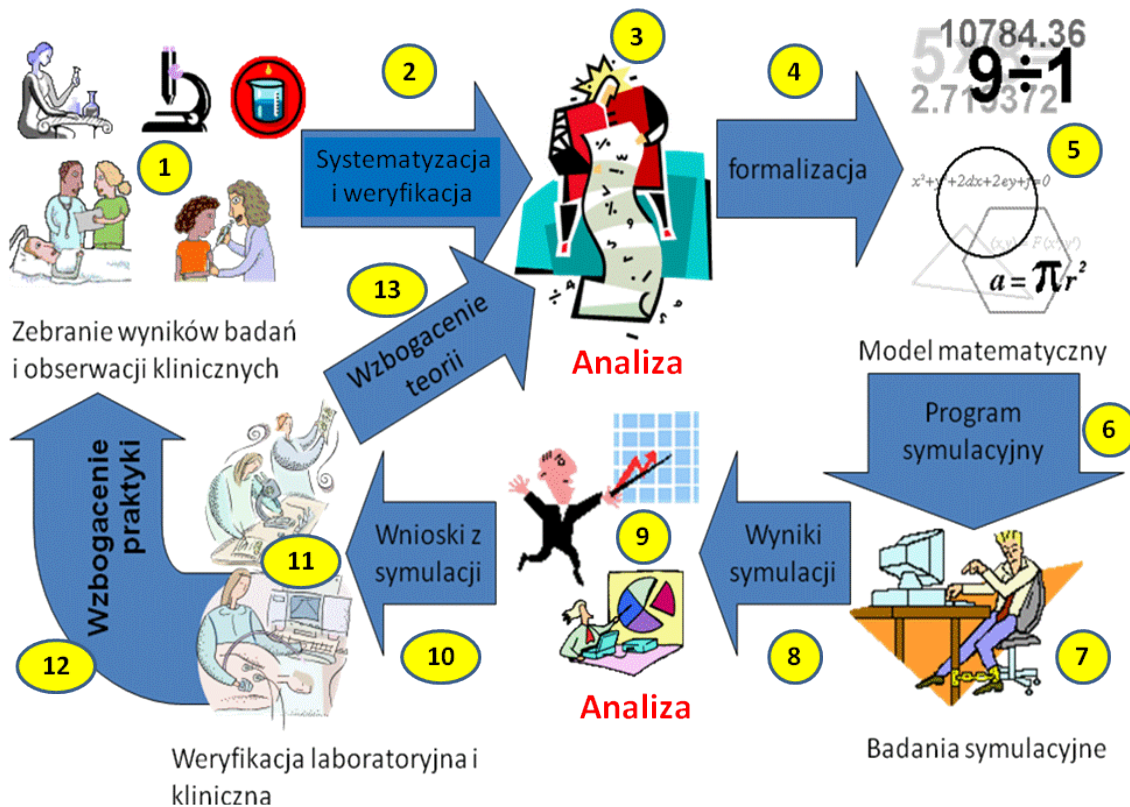 1
2
3
4
5
6
7
8
9
10
11
12
13
Systematyzacja
i weryfikacja
formalizacja
10784.36
5x8=
9÷1
2.719372
x²+y²+2dx+2ey+f=0
a = πr²
Zebranie wyników badań
i obserwacji klinicznych
Wzbogacenie
teorii
Analiza
Model matematyczny
Program
symulacyjny
Wzbogacenie
praktyki
Wnioski z
symulacji
Wyniki
symulacji
Analiza
Weryfikacja laboratoryjna i
kliniczna
Badania symulacyjne